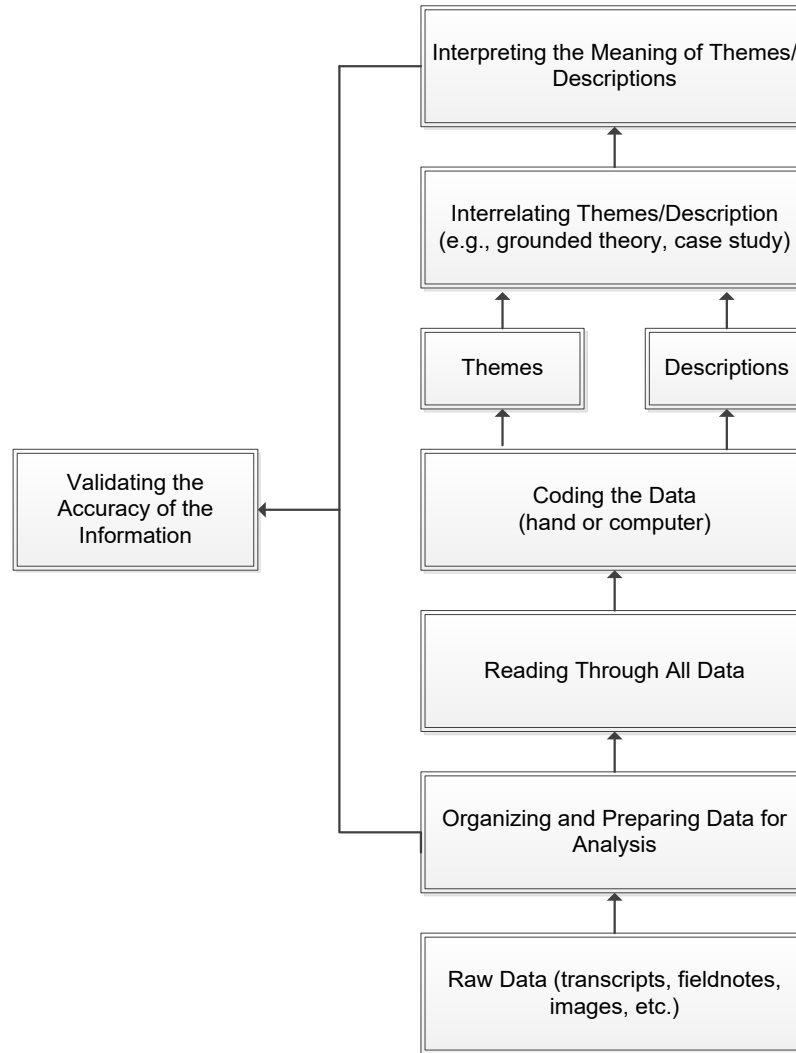 Interpreting the Meaning of Themes/
Descriptions
Interrelating Themes/Description
(e.g., grounded theory, case study)
Themes
Descriptions
Validating the
Accuracy of the
Information
Coding the Data
(hand or computer)
Reading Through All Data
Organizing and Preparing Data for
Analysis
Raw Data (transcripts, fieldnotes,
images, etc.)